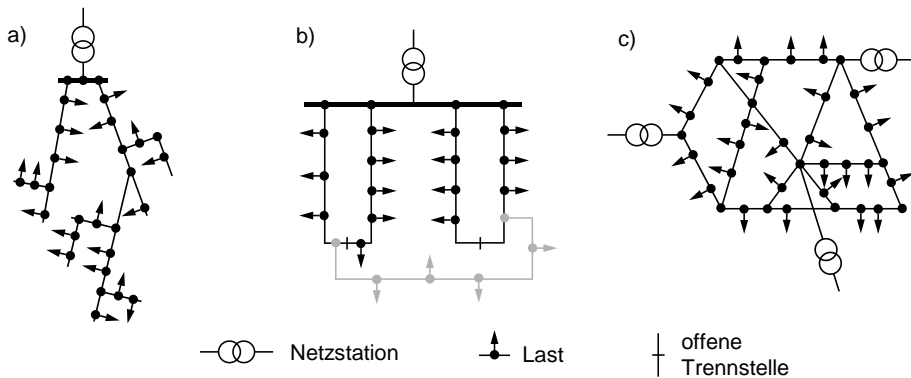 a)
b)
c)
Netzstation
Last
offene
Trennstelle